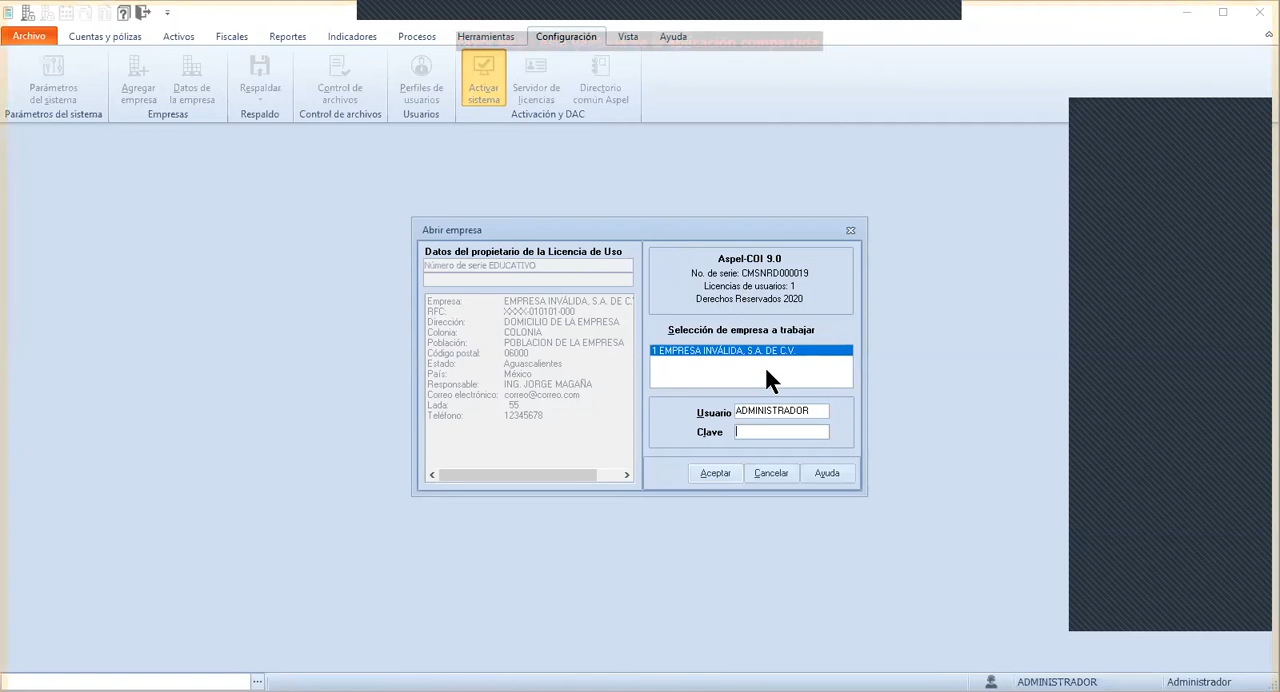 Archivo Cuentas y pólizas Activos Fiscales Reportes Indicadores Procesos Herramientas Configuración Vista Ayuda
Parámetros del sistema
Agregar empresa
Datos de la empresa
Respaldar
Control de archivos
Perfiles de usuarios
Activar sistema
Servidor de licencias
Directorio común Aspel
Parámetros del sistema Empresas Respaldo Control de archivos Usuarios Activación y DAC
Abrir empresa
Datos del propietario de la Licencia de Uso
Número de serie EDUCATIVO
Empresa: EMPRESA INVÁLIDA, S.A. DE C.
RFC: XXXX-010101-000
Dirección: DOMICILIO DE LA EMPRESA
Colonia: COLONIA
Población: POBLACION DE LA EMPRESA
Código postal: 06000
Estado: Aguascalientes
País: México
Responsable: ING. JORGE MAGAÑA
Correo electrónico: correo@correo.com
Lada: 55
Teléfono: 12345678
Aspel-COI 9.0
No. de serie: CMSNRD000019
Licencias de usuarios: 1
Derechos Reservados 2020
Selección de empresa a trabajar
1 EMPRESA INVÁLIDA, S.A. DE C.V.
Usuario ADMINISTRADOR
Clave
Aceptar Cancelar Ayuda
ADMINISTRADOR Administrador